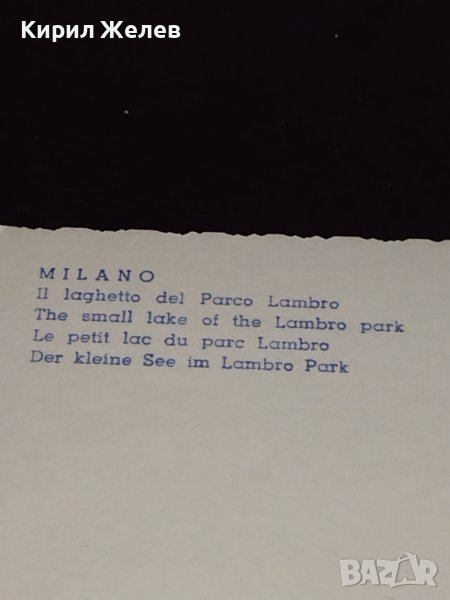 Кирил Желев
MILANO
Il laghetto del Parco Lambro
The small lake of the Lambro park
Le petit lac du parc Lambro
Der kleine See im Lambro Park
BAZAR